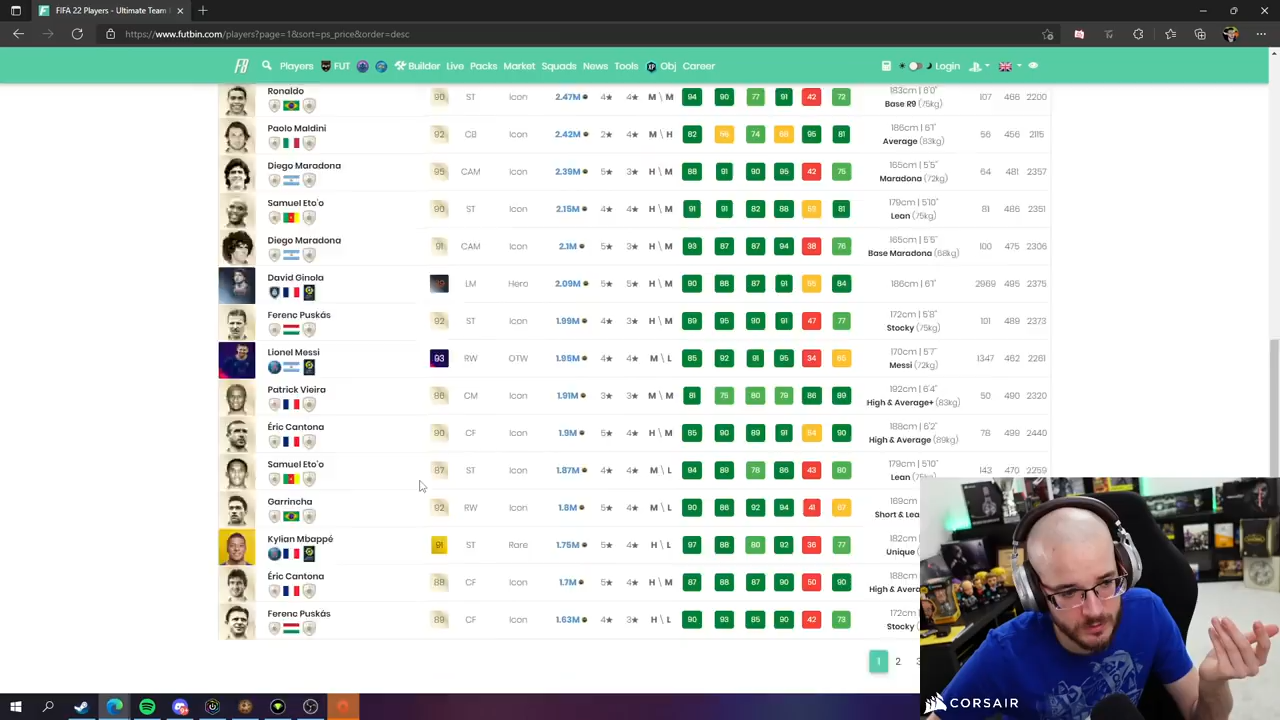 FIFA 22 Players - Ultimate Team
https://www.futbin.com/players?page=1&sort=ps_price&order=desc
FB Players FUT Builder Live Packs Market Squads News Tools Obj Career Login
Ronaldo 90 ST Icon 2.47M 4★ 4★ M \ M 94 90 77 91 42 72 Base R9 (75kg) 107 466 2200
Paolo Maldini 92 CB Icon 2.42M 2★ 4★ M \ H 82 74 95 81 186cm | 6'1" Average (83kg) 56 456 2115
Diego Maradona 95 CAM Icon 2.39M 5★ 3★ H \ M 88 91 90 95 42 75 165cm | 5'5" Maradona (72kg) 64 481 2357
Samuel Eto'o 90 ST Icon 2.15M 4★ 4★ H \ M 91 91 82 88 81 179cm | 5'10" Lean (75kg) 81 486 2351
Diego Maradona 91 CAM Icon 2.1M 5★ 3★ H \ M 93 87 87 94 38 76 165cm | 5'5" Base Maradona (68kg) 100 475 2306
David Ginola 89 LM Hero 2.09M 5★ 5★ H \ M 90 88 87 91 84 186cm | 6'1" 2969 495 2375
Ferenc Puskás 92 ST Icon 1.99M 4★ 3★ H \ M 89 95 90 91 47 77 172cm | 5'8" Stocky (75kg) 101 489 2373
Lionel Messi 93 RW OTW 1.95M 4★ 4★ M \ L 85 92 91 95 34 170cm | 5'7" Messi (72kg) 1347 462 2261
Patrick Vieira CM Icon 1.91M 3★ 3★ M \ M 81 75 80 79 86 89 192cm | 6'4" High & Average+ (83kg) 50 490 2320
Éric Cantona 90 CF Icon 1.9M 5★ 4★ H \ M 85 90 89 91 90 188cm | 6'2" High & Average (89kg) 78 499 2440
Samuel Eto'o 87 ST Icon 1.87M 4★ 4★ M \ L 94 89 78 86 43 80 179cm | 5'10" Lean 143 470 2259
Garrincha 92 RW Icon 1.8M 5★ 4★ M \ L 90 86 92 94 41 67 169cm | Short & Lea
Kylian Mbappé 91 ST Rare 1.75M 5★ 4★ H \ L 97 88 80 92 36 77 182cm Unique
Éric Cantona 88 CF Icon 1.7M 5★ 4★ H \ M 87 88 87 90 50 90 188cm High & Avera
Ferenc Puskás 89 CF Icon 1.63M 4★ 3★ H \ L 90 93 85 90 42 73 172cm Stocky
1 2
CORSAIR